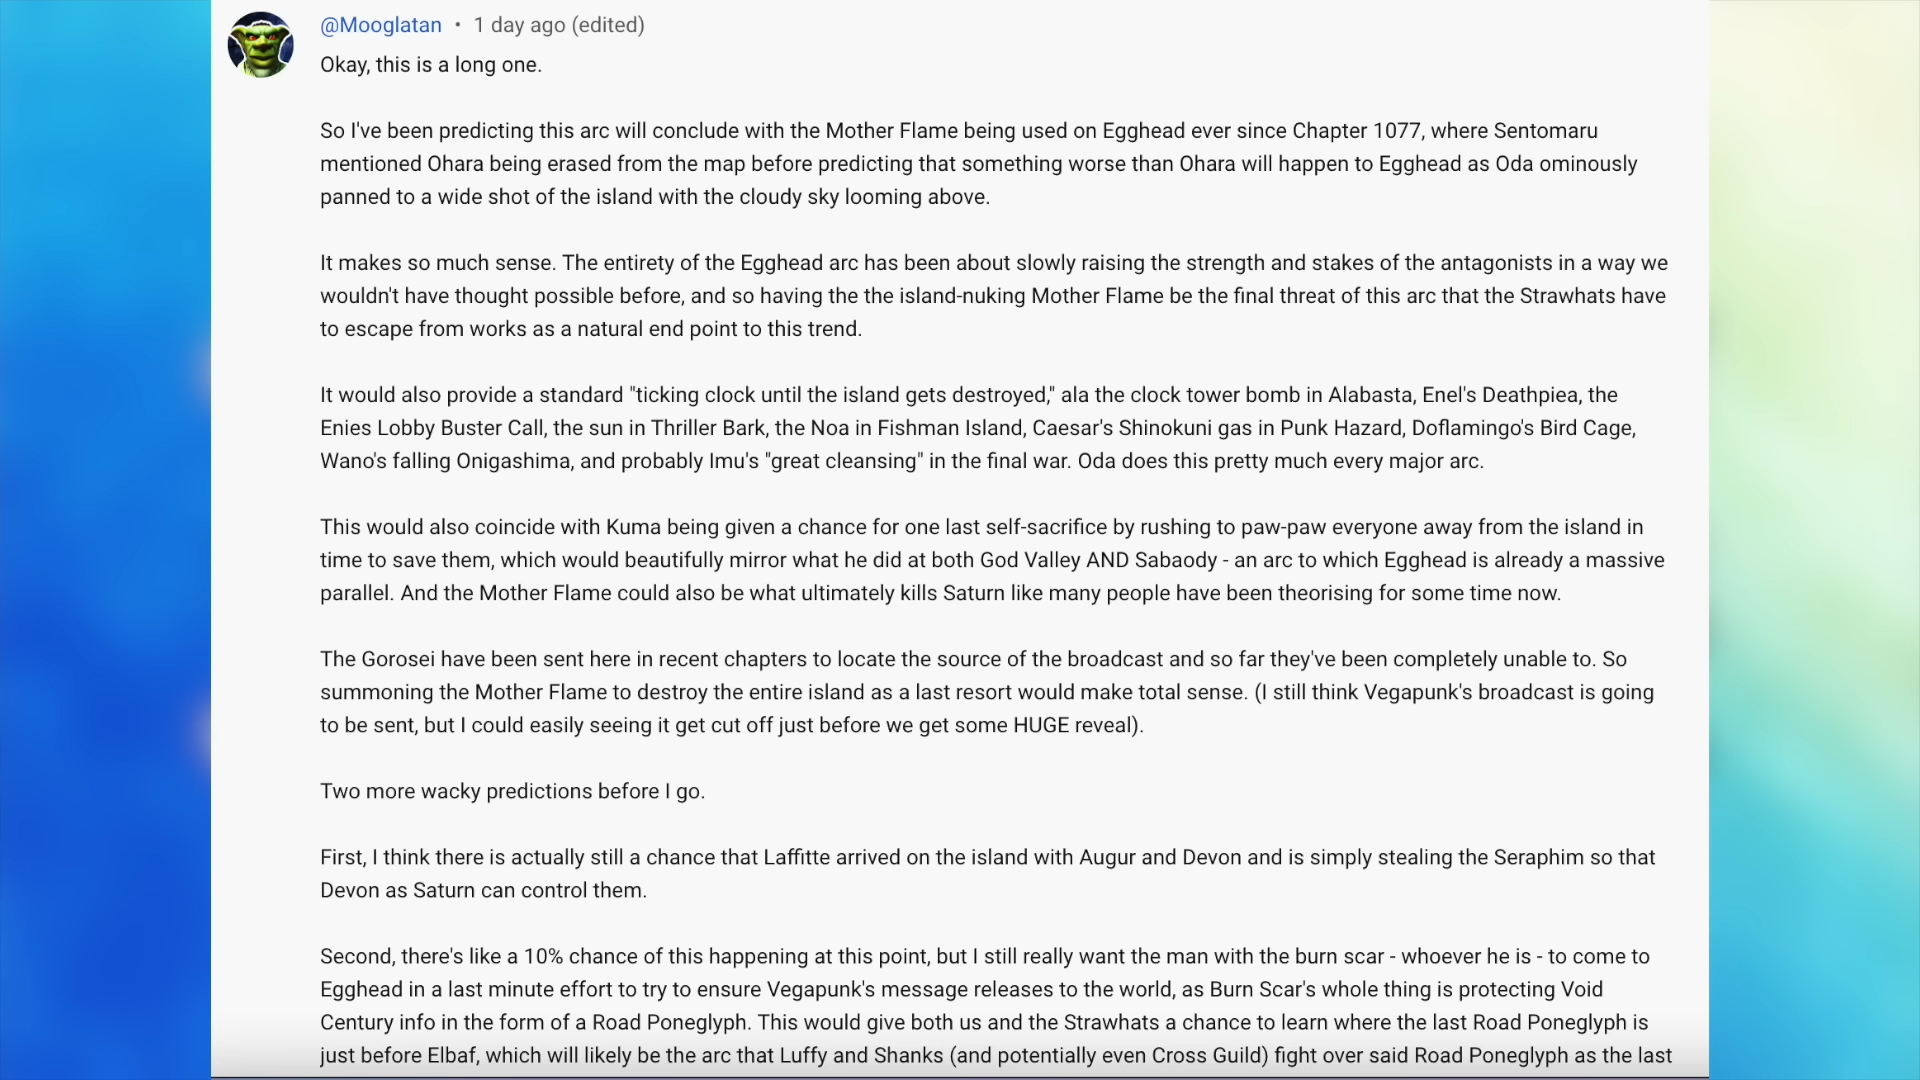 @Mooglatan • 1 day ago (edited)
Okay, this is a long one.
So I've been predicting this arc will conclude with the Mother Flame being used on Egghead ever since Chapter 1077, where Sentomaru
mentioned Ohara being erased from the map before predicting that something worse than Ohara will happen to Egghead as Oda ominously
panned to a wide shot of the island with the cloudy sky looming above.
It makes so much sense. The entirety of the Egghead arc has been about slowly raising the strength and stakes of the antagonists in a way we
wouldn't have thought possible before, and so having the the island-nuking Mother Flame be the final threat of this arc that the Strawhats have
to escape from works as a natural end point to this trend.
It would also provide a standard "ticking clock until the island gets destroyed," ala the clock tower bomb in Alabasta, Enel's Deathpiea, the
Enies Lobby Buster Call, the sun in Thriller Bark, the Noa in Fishman Island, Caesar's Shinokuni gas in Punk Hazard, Doflamingo's Bird Cage,
Wano's falling Onigashima, and probably Imu's "great cleansing" in the final war. Oda does this pretty much every major arc.
This would also coincide with Kuma being given a chance for one last self-sacrifice by rushing to paw-paw everyone away from the island in
time to save them, which would beautifully mirror what he did at both God Valley AND Sabaody - an arc to which Egghead is already a massive
parallel. And the Mother Flame could also be what ultimately kills Saturn like many people have been theorising for some time now.
The Gorosei have been sent here in recent chapters to locate the source of the broadcast and so far they've been completely unable to. So
summoning the Mother Flame to destroy the entire island as a last resort would make total sense. (I still think Vegapunk's broadcast is going
to be sent, but I could easily seeing it get cut off just before we get some HUGE reveal).
Two more wacky predictions before I go.
First, I think there is actually still a chance that Laffitte arrived on the island with Augur and Devon and is simply stealing the Seraphim so that
Devon as Saturn can control them.
Second, there's like a 10% chance of this happening at this point, but I still really want the man with the burn scar - whoever he is - to come to
Egghead in a last minute effort to try to ensure Vegapunk's message releases to the world, as Burn Scar's whole thing is protecting Void
Century info in the form of a Road Poneglyph. This would give both us and the Strawhats a chance to learn where the last Road Poneglyph is
just before Elbaf, which will likely be the arc that Luffy and Shanks (and potentially even Cross Guild) fight over said Road Poneglyph as the last